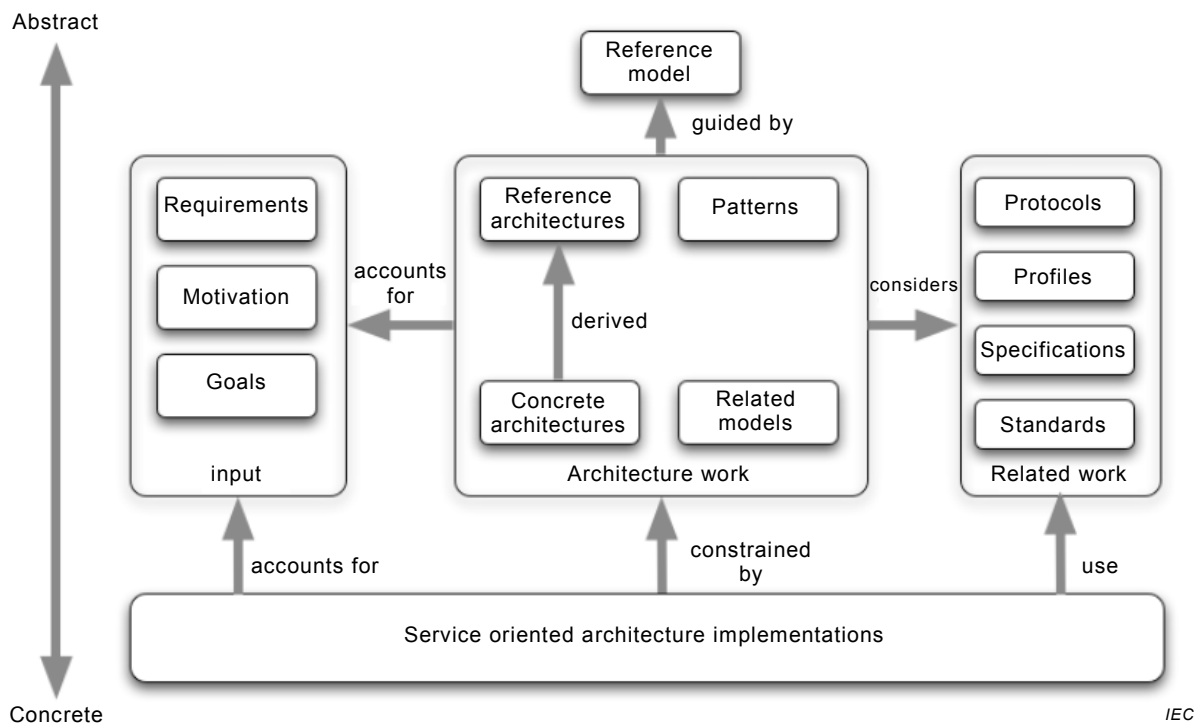 Abstract
Reference
model
guided by
Requirements
Motivation
Goals
input
accounts
for
Reference
architectures
Patterns
derived
Concrete
architectures
Related
models
Architecture work
considers
Protocols
Profiles
Specifications
Standards
Related work
accounts for
constrained
by
use
Service oriented architecture implementations
Concrete
IEC